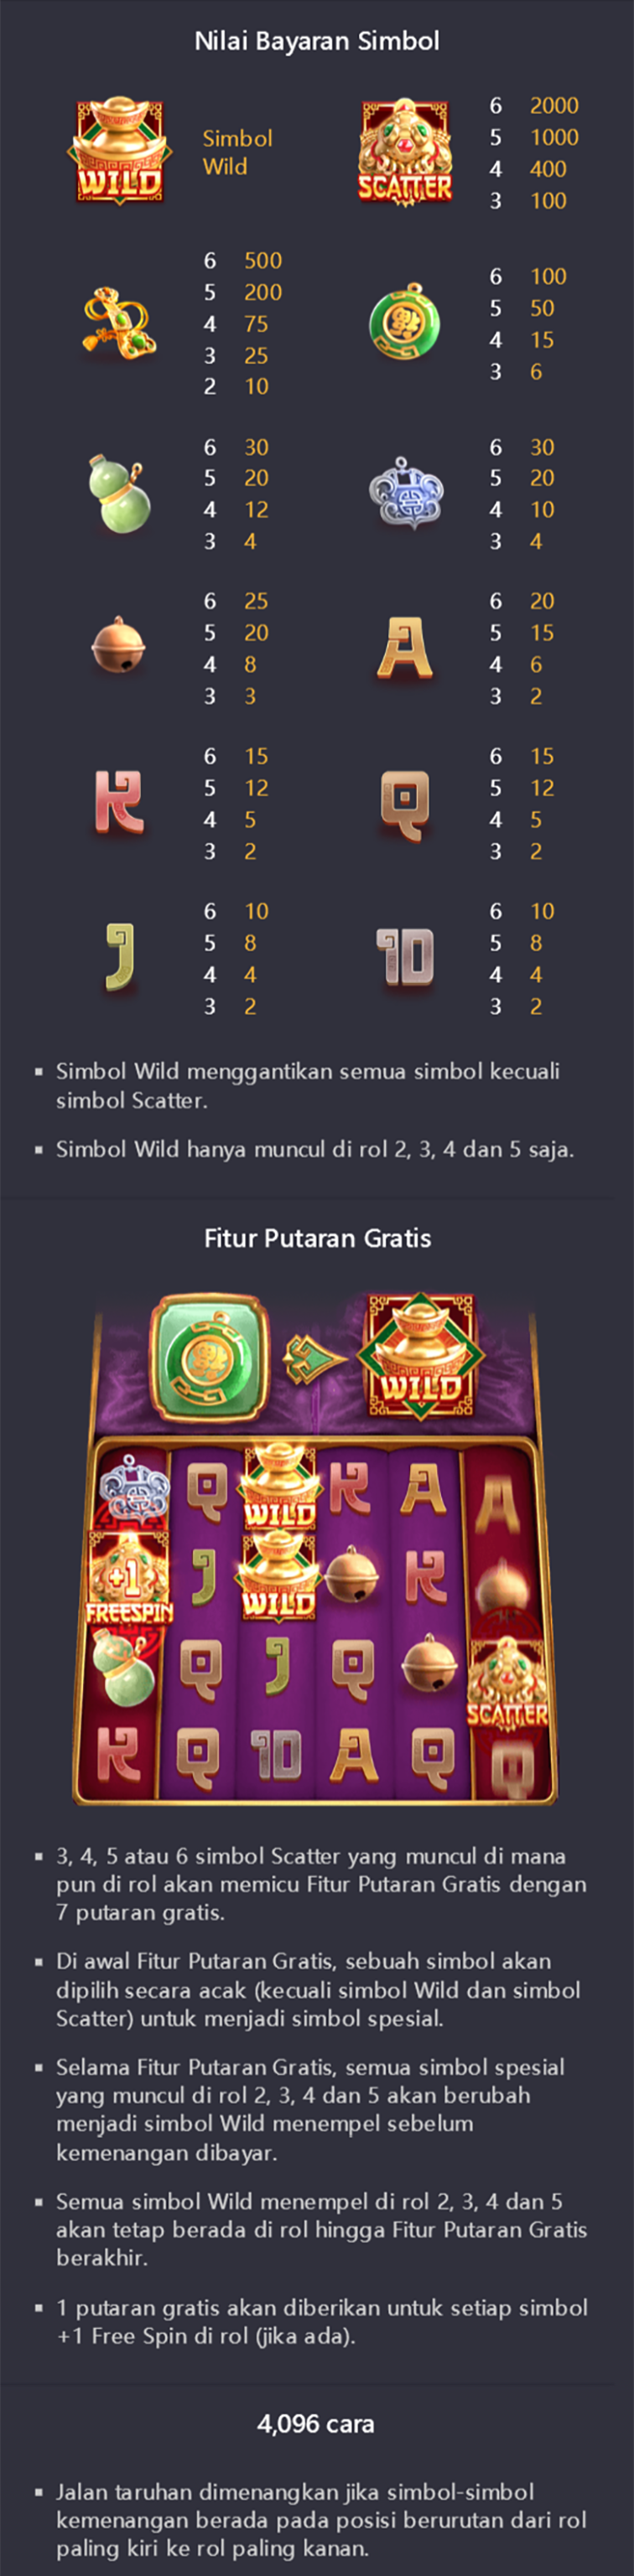 Nilai Bayaran Simbol
WILD
Simbol
Wild
SCATTER
6 2000
5 1000
4 400
3 100
6 500
5 200
4 75
3 25
2 10
6 100
5 50
4 15
3 6
6 30
5 20
4 12
3 4
6 30
5 20
4 10
3 4
6 25
5 20
4 8
3 3
A
6 20
5 15
4 6
3 2
K
6 15
5 12
4 5
3 2
Q
6 15
5 12
4 5
3 2
J
6 10
5 8
4 4
3 2
10
6 10
5 8
4 4
3 2
Simbol Wild menggantikan semua simbol kecuali
simbol Scatter.
Simbol Wild hanya muncul di rol 2, 3, 4 dan 5 saja.
Fitur Putaran Gratis
WILD
Q WILD K A A
+1
FREESPIN
J WILD K
Q J Q SCATTER
K Q 10 A Q Q
3, 4, 5 atau 6 simbol Scatter yang muncul di mana
pun di rol akan memicu Fitur Putaran Gratis dengan
7 putaran gratis.
Di awal Fitur Putaran Gratis, sebuah simbol akan
dipilih secara acak (kecuali simbol Wild dan simbol
Scatter) untuk menjadi simbol spesial.
Selama Fitur Putaran Gratis, semua simbol spesial
yang muncul di rol 2, 3, 4 dan 5 akan berubah
menjadi simbol Wild menempel sebelum
kemenangan dibayar.
Semua simbol Wild menempel di rol 2, 3, 4 dan 5
akan tetap berada di rol hingga Fitur Putaran Gratis
berakhir.
1 putaran gratis akan diberikan untuk setiap simbol
+1 Free Spin di rol (jika ada).
4,096 cara
Jalan taruhan dimenangkan jika simbol-simbol
kemenangan berada pada posisi berurutan dari rol
paling kiri ke rol paling kanan.